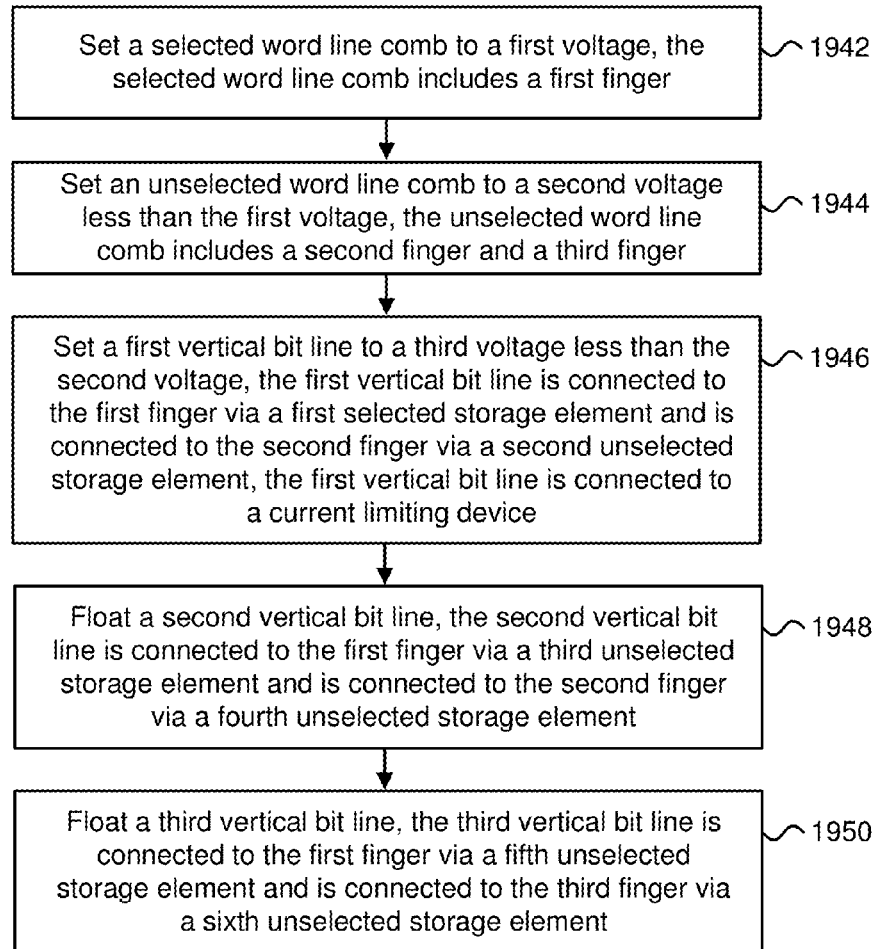 Set a selected word line comb to a first voltage, the
selected word line comb includes a first finger
1942
Set an unselected word line comb to a second voltage
less than the first voltage, the unselected word line
comb includes a second finger and a third finger
1944
Set a first vertical bit line to a third voltage less than the
second voltage, the first vertical bit line is connected to
the first finger via a first selected storage element and is
connected to the second finger via a second unselected
storage element, the first vertical bit line is connected to
a current limiting device
1946
Float a second vertical bit line, the second vertical bit
line is connected to the first finger via a third unselected
storage element and is connected to the second finger
via a fourth unselected storage element
1948
Float a third vertical bit line, the third vertical bit line is
connected to the first finger via a fifth unselected
storage element and is connected to the third finger via
a sixth unselected storage element
1950